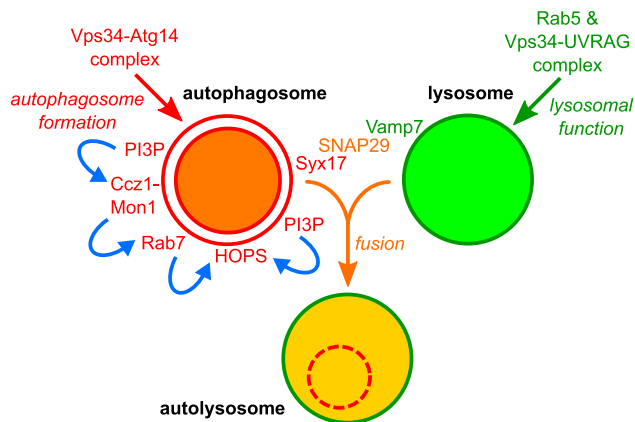 Vps34-Atg14
complex
Rab5 &
Vps34-UVRAG
complex
autophagosome
formation
autophagosome
lysosome
lysosomal
function
Vamp7
SNAP29
Syx17
PI3P
Ccz1-
Mon1
Rab7
HOPS
PI3P
fusion
autolysosome